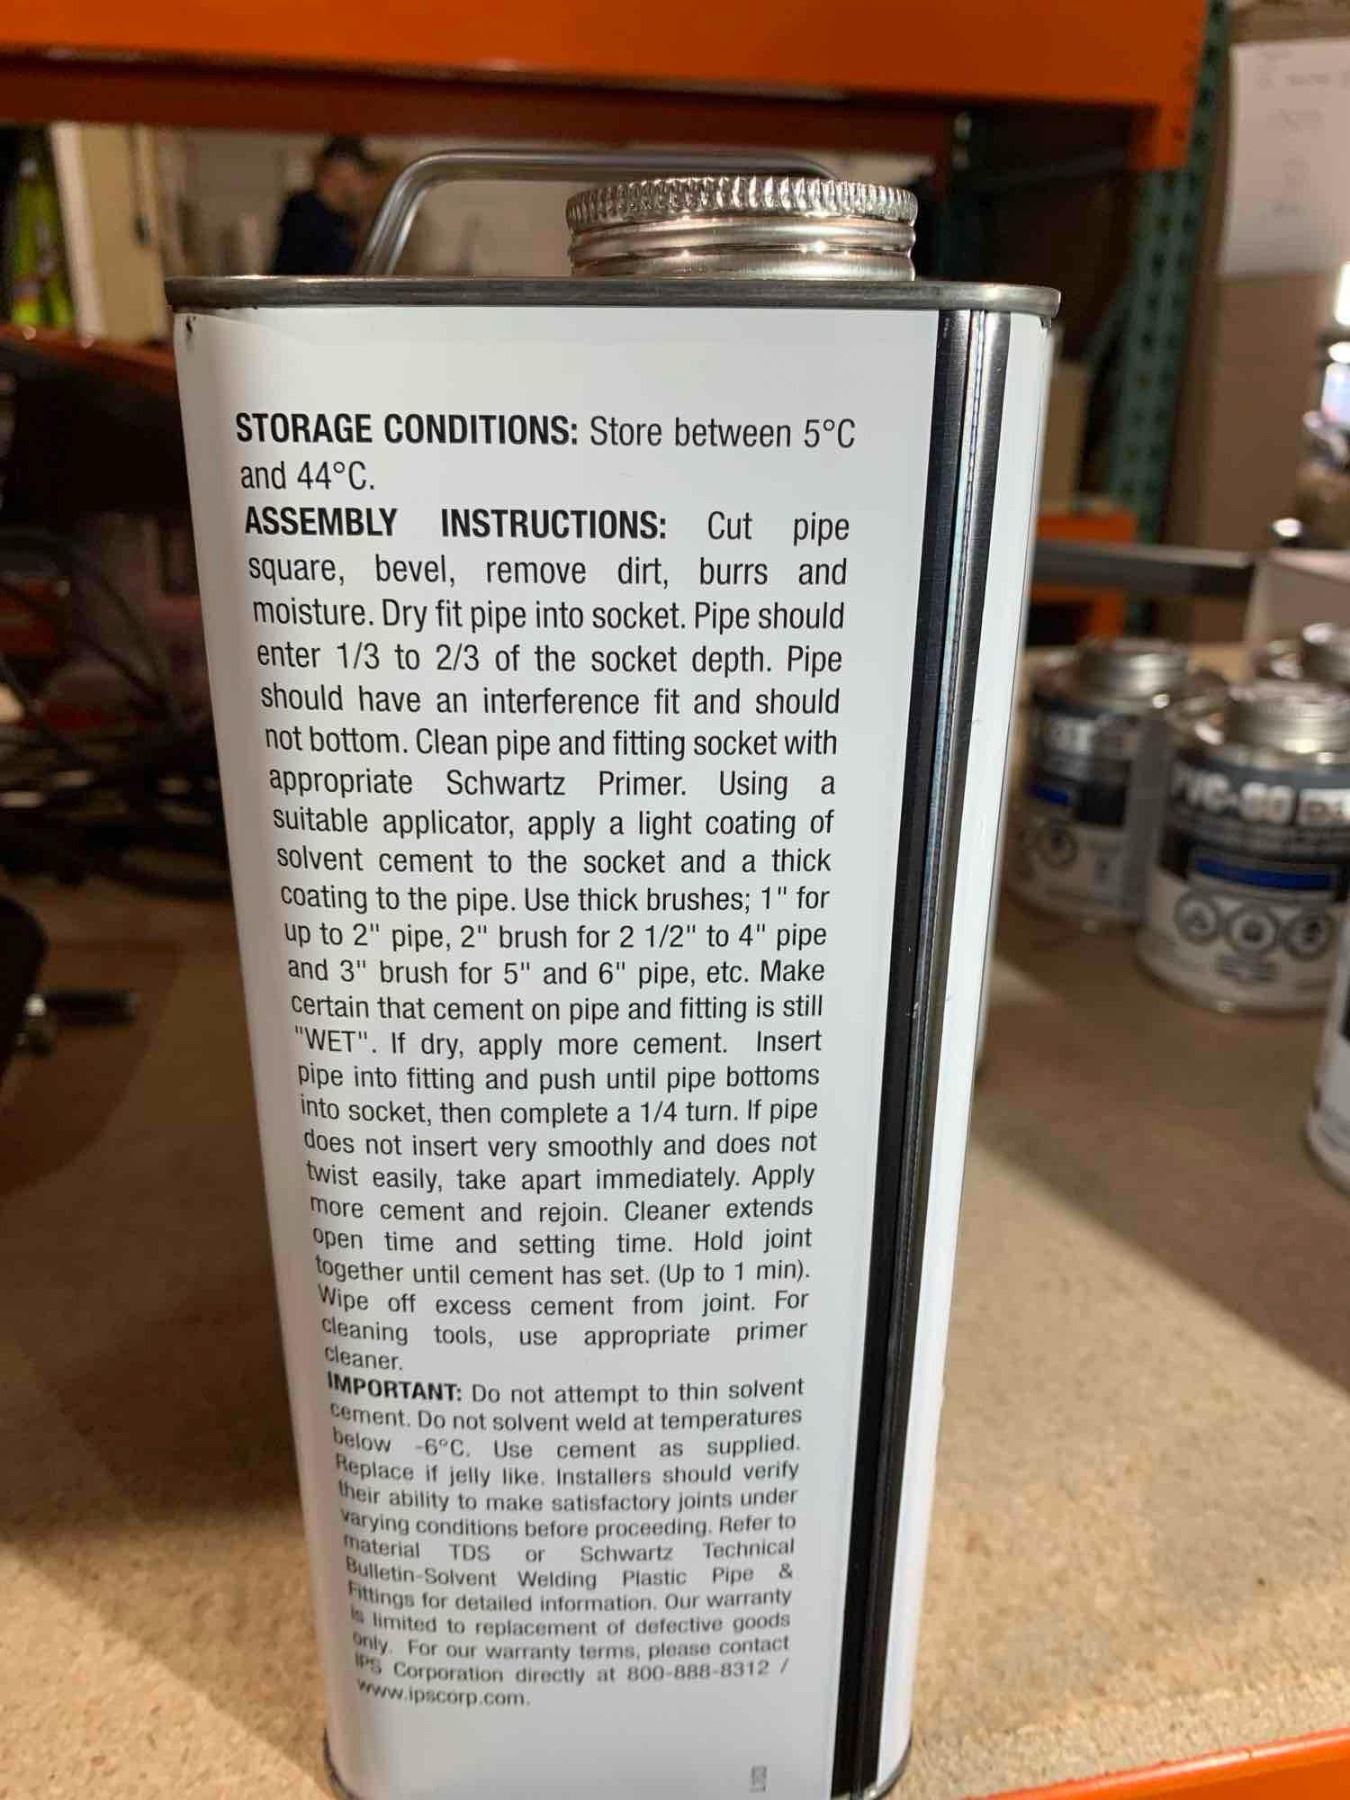 STORAGE CONDITIONS: Store between 5°C
and 44°C.
ASSEMBLY INSTRUCTIONS: Cut pipe
square, bevel, remove dirt, burrs and
moisture. Dry fit pipe into socket. Pipe should
enter 1/3 to 2/3 of the socket depth. Pipe
should have an interference fit and should
not bottom. Clean pipe and fitting socket with
appropriate Schwartz Primer. Using a
suitable applicator, apply a light coating of
solvent cement to the socket and a thick
coating to the pipe. Use thick brushes; 1" for
up to 2" pipe, 2" brush for 2 1/2" to 4" pipe
and 3" brush for 5" and 6" pipe, etc. Make
certain that cement on pipe and fitting is still
"WET". If dry, apply more cement. Insert
pipe into fitting and push until pipe bottoms
into socket, then complete a 1/4 turn. If pipe
does not insert very smoothly and does not
twist easily, take apart immediately. Apply
more cement and rejoin. Cleaner extends
open time and setting time. Hold joint
together until cement has set. (Up to 1 min).
Wipe off excess cement from joint. For
cleaning tools, use appropriate primer
cleaner.
IMPORTANT: Do not attempt to thin solvent
cement. Do not solvent weld at temperatures
below -6°C. Use cement as supplied.
Replace if jelly like. Installers should verify
their ability to make satisfactory joints under
varying conditions before proceeding. Refer to
material TDS or Schwartz Technical
Bulletin-Solvent Welding Plastic Pipe &
Fittings for detailed information. Our warranty
is limited to replacement of defective goods
only. For our warranty terms, please contact
IPS Corporation directly at 800-888-8312 /
www.ipscorp.com.